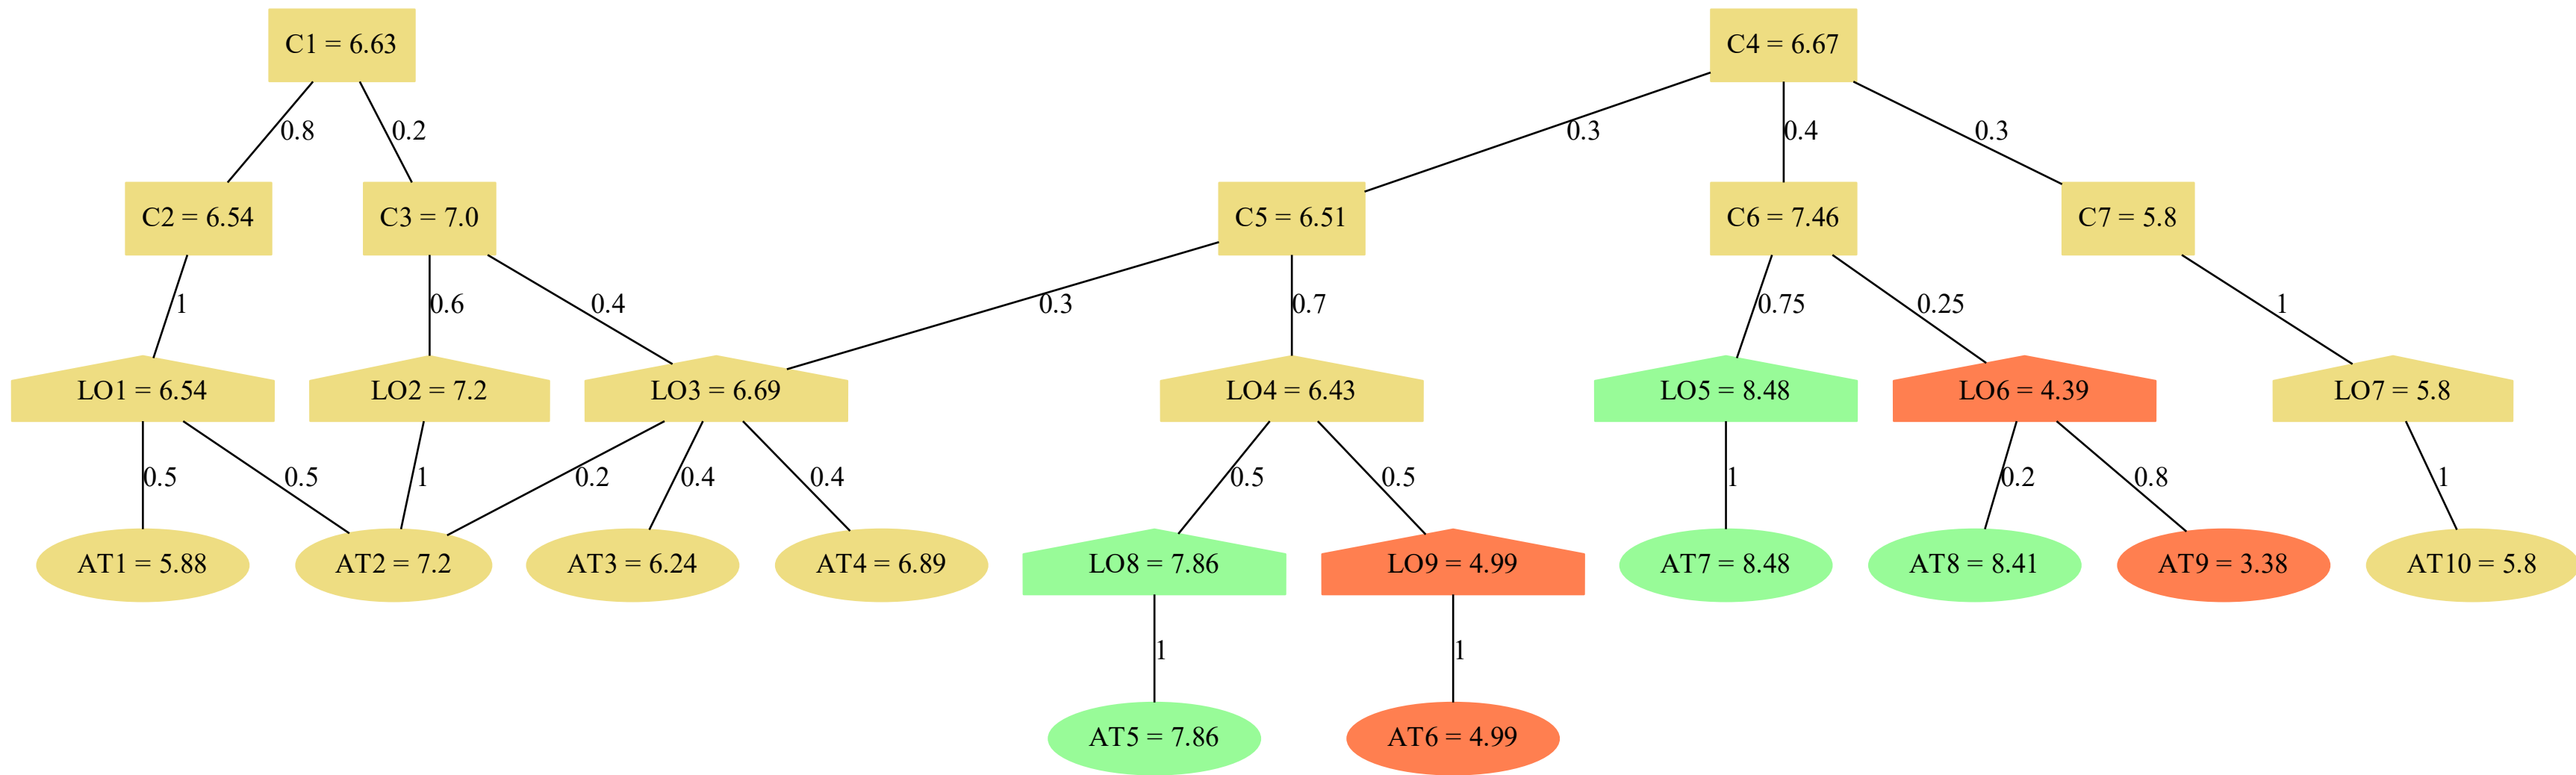 C1 = 6.63
C4 = 6.67
0.8
0.2
0.3
0.4
0.3
C2 = 6.54
C3 = 7.0
C5 = 6.51
C6 = 7.46
C7 = 5.8
1
0.6
0.4
0.3
0.7
0.75
0.25
1
LO1 = 6.54
LO2 = 7.2
LO3 = 6.69
LO4 = 6.43
LO5 = 8.48
LO6 = 4.39
LO7 = 5.8
0.5
0.5
1
0.2
0.4
0.4
0.5
0.5
1
0.2
0.8
1
AT1 = 5.88
AT2 = 7.2
AT3 = 6.24
AT4 = 6.89
LO8 = 7.86
LO9 = 4.99
AT7 = 8.48
AT8 = 8.41
AT9 = 3.38
AT10 = 5.8
1
1
AT5 = 7.86
AT6 = 4.99